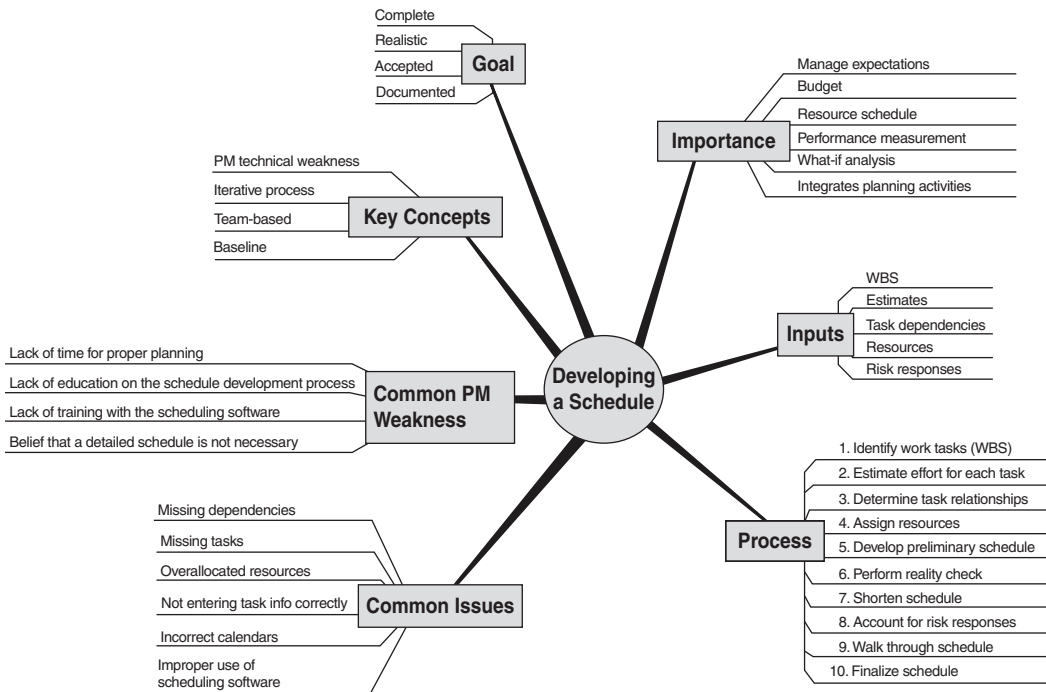 Complete
Realistic
Accepted
Documented
Goal
Manage expectations
Budget
Resource schedule
Performance measurement
What-if analysis
Integrates planning activities
Importance
PM technical weakness
Iterative process
Team-based
Baseline
Key Concepts
WBS
Estimates
Task dependencies
Resources
Risk responses
Inputs
Developing
a Schedule
Lack of time for proper planning
Lack of education on the schedule development process
Lack of training with the scheduling software
Belief that a detailed schedule is not necessary
Common PM
Weakness
1. Identify work tasks (WBS)
2. Estimate effort for each task
3. Determine task relationships
4. Assign resources
5. Develop preliminary schedule
6. Perform reality check
7. Shorten schedule
8. Account for risk responses
9. Walk through schedule
10. Finalize schedule
Process
Missing dependencies
Missing tasks
Overallocated resources
Not entering task info correctly
Incorrect calendars
Improper use of
scheduling software
Common Issues